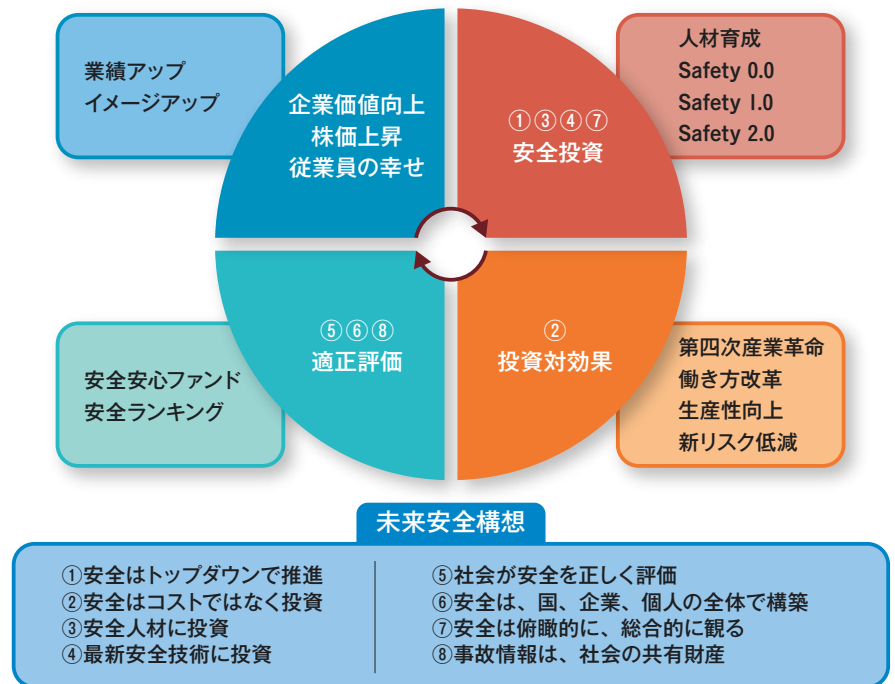 業績アップ
イメージアップ
企業価値向上
株価上昇
従業員の幸せ
①③④⑦
安全投資
人材育成
Safety 0.0
Safety 1.0
Safety 2.0
安全安心ファンド
安全ランキング
⑤⑥⑧
適正評価
②
投資対効果
第四次産業革命
働き方改革
生産性向上
新リスク低減
未来安全構想
①安全はトップダウンで推進
②安全はコストではなく投資
③安全人材に投資
④最新安全技術に投資
⑤社会が安全を正しく評価
⑥安全は、国、企業、個人の全体で構築
⑦安全は俯瞰的に、総合的に観る
⑧事故情報は、社会の共有財産